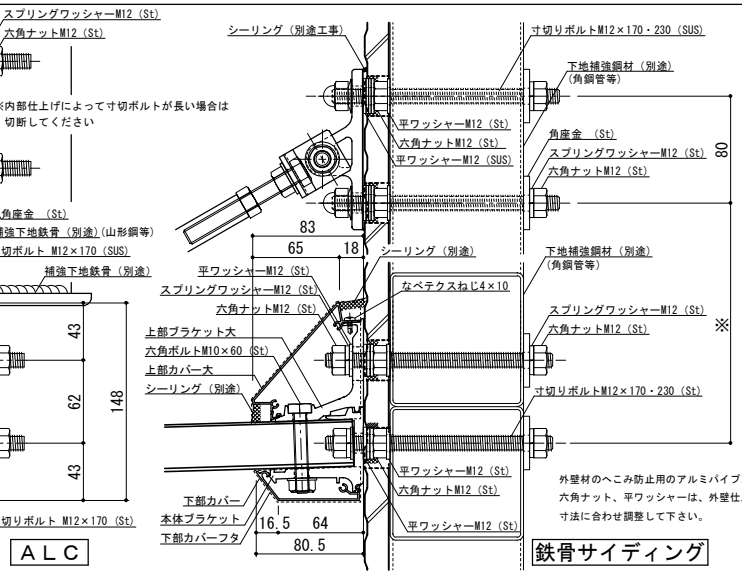 スプリングワッシャーM12 (St)
六角ナットM12 (St)
※内部仕上げによって寸切ボルトが長い場合は
切断してください
角座金 (St)
補強下地鉄骨 (別途)(山形鋼等)
寸切ボルト M12×170 (SUS)
補強下地鉄骨 (別途)
43
62
43
148
寸切りボルト M12×170 (St)
ALC
シーリング (別途工事)
寸切りボルトM12×170・230 (SUS)
下地補強鋼材 (別途)
(角鋼管等)
平ワッシャーM12 (St)
六角ナットM12 (St)
平ワッシャーM12 (SUS)
角座金 (St)
スプリングワッシャーM12 (St)
六角ナットM12 (St)
80
83
65
18
シーリング (別途)
下地補強鋼材 (別途)
(角鋼管等)
平ワッシャーM12 (St)
スプリングワッシャーM12 (St)
六角ナットM12 (St)
なベテクスねじ4×10
スプリングワッシャーM12 (St)
六角ナットM12 (St)
※
上部ブラケット大
六角ボルトM10×60 (St)
上部カバー大
シーリング (別途)
寸切りボルトM12×170・230 (St)
平ワッシャーM12 (St)
六角ナットM12 (St)
平ワッシャーM12 (St)
下部カバー
本体ブラケット
下部カバーフタ
16.5
64
80.5
外壁材のへこみ防止用のアルミパイプ、
六角ナット、平ワッシャーは、外壁仕
寸法に合わせ調整して下さい。
鉄骨サイディング